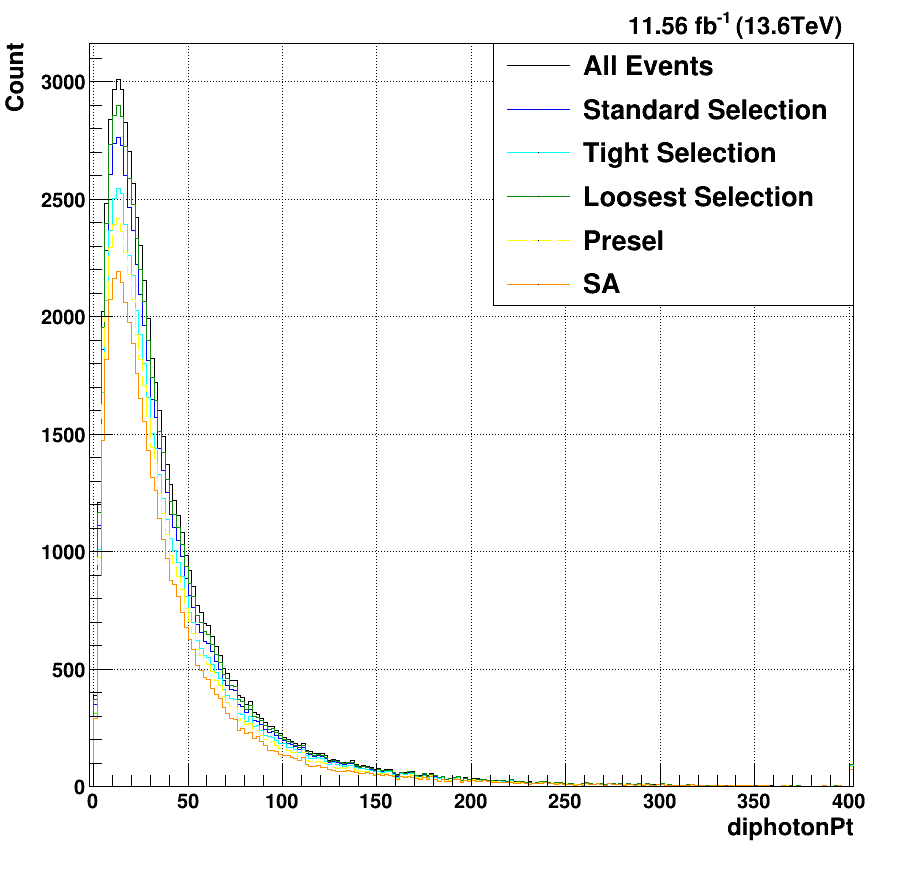 11.56 fb-1 (13.6TeV)
Count
All Events
Standard Selection
Tight Selection
Loosest Selection
Presel
SA
3000
2500
2000
1500
1000
500
0
0 50 100 150 200 250 300 350 400
diphotonPt